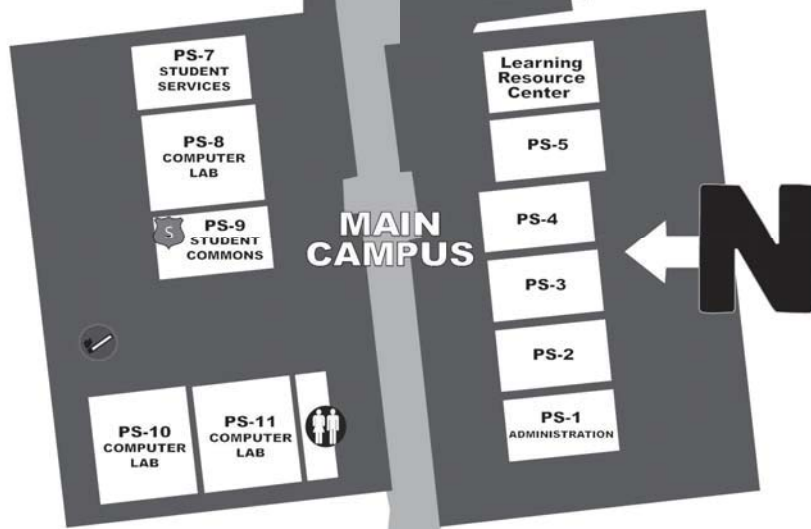 PS-7
STUDENT
SERVICES
PS-8
COMPUTER
LAB
S
PS-9
STUDENT
COMMONS
PS-10
COMPUTER
LAB
PS-11
COMPUTER
LAB
MAIN
CAMPUS
Learning
Resource
Center
PS-5
PS-4
PS-3
PS-2
PS-1
ADMINISTRATION
N